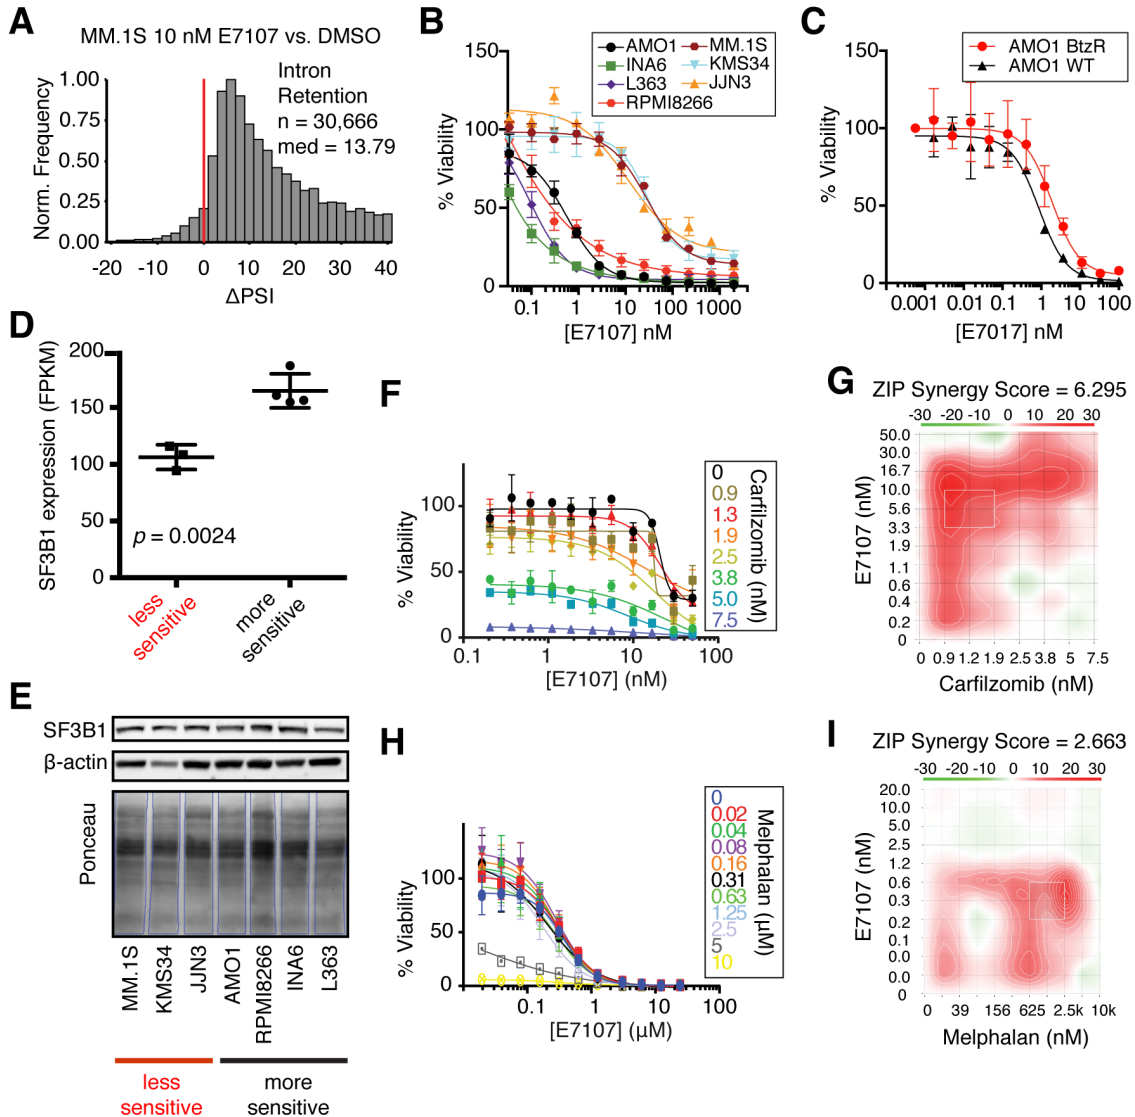 A
MM.1S 10 nM E7107 vs. DMSO
Intron
Retention
n = 30,666
med = 13.79
Norm. Frequency
1.00
0.75
0.50
0.25
0.00
-20 -10 0 10 20 30 40
ΔPSI
B
AMO1
INA6
L363
RPMI8266
MM.1S
KMS34
JJN3
% Viability
150
100
50
0
0.1 1 10 100 1000
[E7107] nM
C
AMO1 BtzR
AMO1 WT
% Viability
150
100
50
0
0.001 0.01 0.1 1 10 100
[E7017] nM
D
SF3B1 expression (FPKM)
200
150
100
50
0
p = 0.0024
less
sensitive
more
sensitive
E
SF3B1
β-actin
Ponceau
MM.1S
KMS34
JJN3
AMO1
RPMI8266
INA6
L363
less
sensitive
more
sensitive
F
% Viability
100
50
0
0.1 1 10 100
[E7107] (nM)
0
0.9
1.3
1.9
2.5
3.8
5.0
7.5
Carfilzomib (nM)
G
ZIP Synergy Score = 6.295
-30 -20 -10 0 10 20 30
E7107 (nM)
50.0
30.0
16.7
10.0
5.6
3.3
1.9
1.1
0.6
0.4
0.2
0
0 0.9 1.2 1.9 2.5 3.8 5 7.5
Carfilzomib (nM)
H
% Viability
100
50
0
0.1 1 10 100
[E7107] (μM)
0
0.02
0.04
0.08
0.16
0.31
0.63
1.25
2.5
5
10
Melphalan (μM)
I
ZIP Synergy Score = 2.663
-30 -20 -10 0 10 20 30
E7107 (nM)
20.0
10.0
5.0
2.5
1.2
0.6
0.3
0.2
0.1
0.0
0.0
0
0 39 156 625 2.5k 10k
Melphalan (nM)